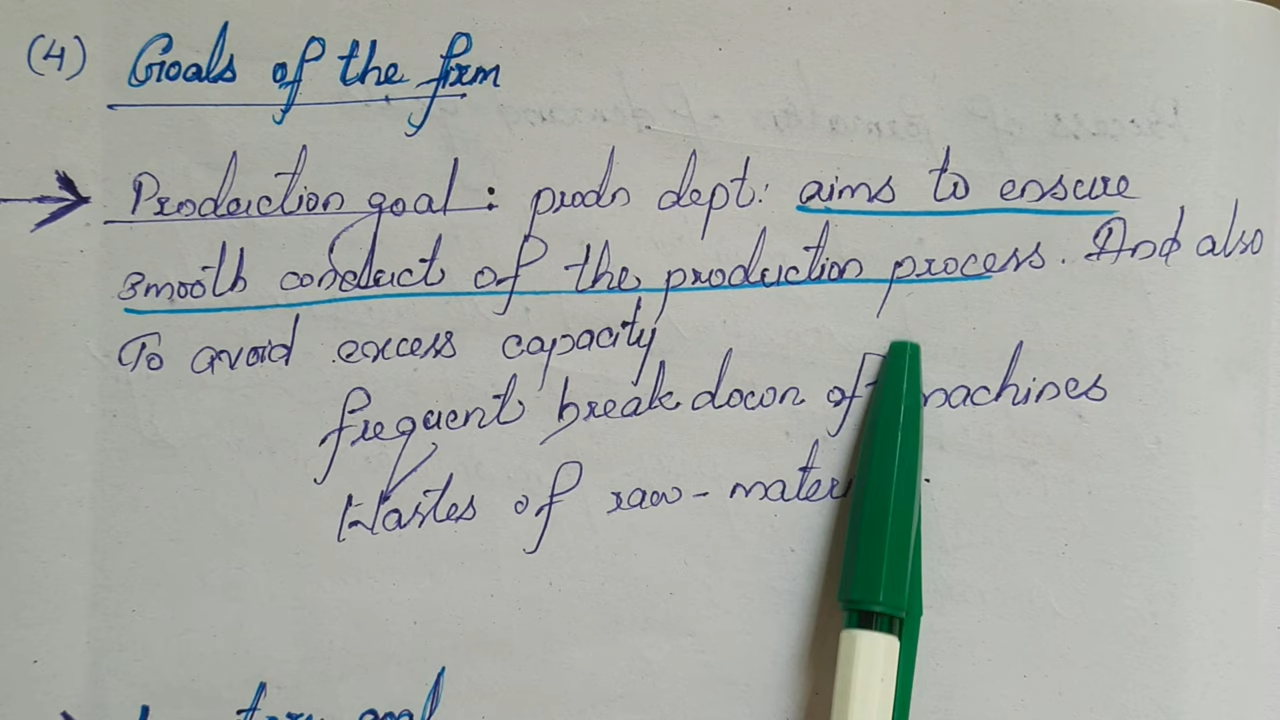 (4) Goals of the firm
Production goal : prodn dept: aims to ensure
smooth conduct of the production process. And also
To avoid excess capacity
frequent break down of machines
Wastes of raw-mater
goal